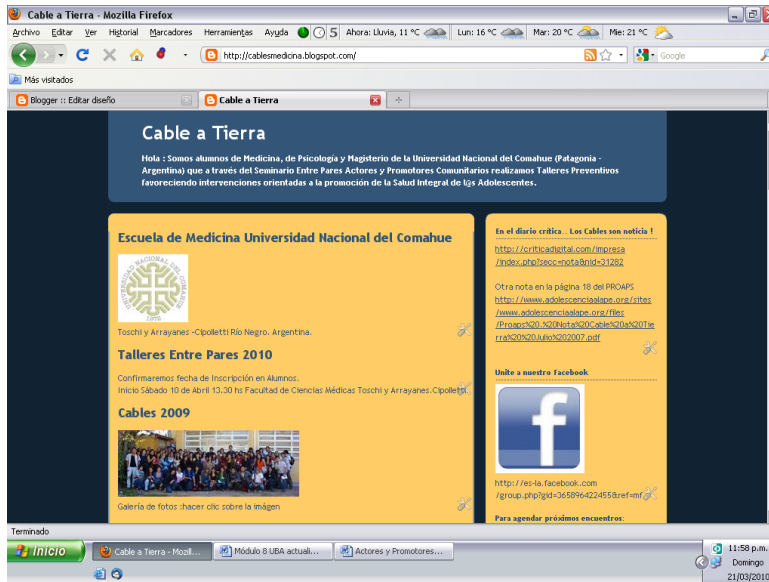 Cable a Tierra - Mozilla Firefox
Archivo Editar Ver Historial Marcadores Herramientas Ayuda 5 Ahora: Lluvia, 11 °C Lun: 16 °C Mar: 20 °C Mie: 21 °C
http://cablesmedicina.blogspot.com/
Google
Más visitados
Blogger :: Editar diseño
Cable a Tierra
Cable a Tierra
Hola : Somos alumnos de Medicina, de Psicología y Magisterio de la Universidad Nacional del Comahue (Patagonia -
Argentina) que a través del Seminario Entre Pares Actores y Promotores Comunitarios realizamos Talleres Preventivos
favoreciendo intervenciones orientadas a la promoción de la Salud Integral de l@s Adolescentes.
Escuela de Medicina Universidad Nacional del Comahue
UNIVERSIDAD NACIONAL DEL COMAHUE
1972
Toschi y Arrayanes -Cipolletti Río Negro. Argentina.
Talleres Entre Pares 2010
Confirmaremos fecha de Inscripción en Alumnos.
Inicio Sábado 10 de Abril 13.30 hs Facultad de Ciencias Médicas Toschi y Arrayanes.Cipolletti.
Cables 2009
Galería de fotos :hacer clic sobre la imágen
En el diario crítica.. Los Cables son noticia !
http://criticadigital.com/impresa
/index.php?secc=nota&nid=31282
Otra nota en la página 18 del PROAPS
http://www.adolescenciaalape.org/sites
/www.adolescenciaalape.org/files
/Proaps%20.%20Nota%20Cable%20a%20Tie
rra%20%20Julio%202007.pdf
Unite a nuestro facebook
f
http://es-la.facebook.com
/group.php?gid=365896422455&ref=mf
Para agendar próximos encuentros:
Terminado
Inicio
Cable a Tierra - Mozill...
Módulo 8 UBA actuali...
Actores y Promotores...
11:58 p.m.
Domingo
21/03/2010